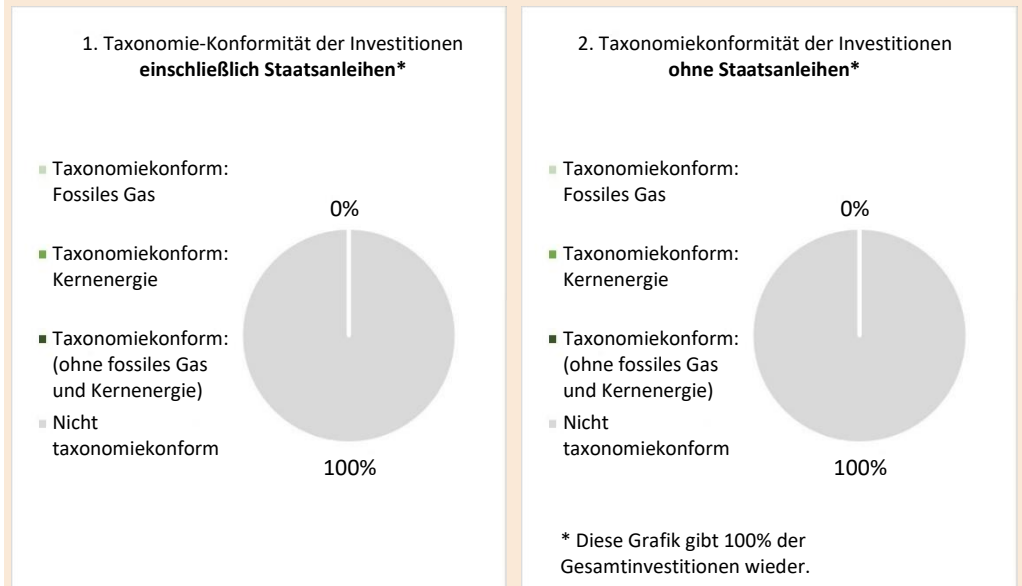 1. Taxonomie-Konformität der Investitionen
einschließlich Staatsanleihen*
Taxonomiekonform:
Fossiles Gas
Taxonomiekonform:
Kernenergie
Taxonomiekonform:
(ohne fossiles Gas
und Kernenergie)
Nicht
taxonomiekonform
0%
100%
2. Taxonomiekonformität der Investitionen
ohne Staatsanleihen*
Taxonomiekonform:
Fossiles Gas
Taxonomiekonform:
Kernenergie
Taxonomiekonform:
(ohne fossiles Gas
und Kernenergie)
Nicht
taxonomiekonform
0%
100%
* Diese Grafik gibt 100% der
Gesamtinvestitionen wieder.